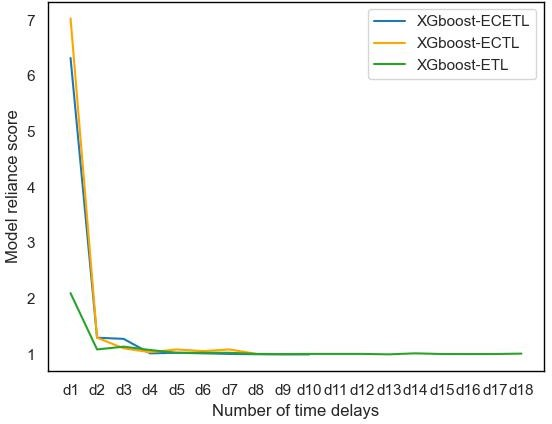 XGboost-ECETL
XGboost-ECTL
XGboost-ETL
7
6
5
4
3
2
1
Model reliance score
d1 d2 d3 d4 d5 d6 d7 d8 d9 d10 d11 d12 d13 d14 d15 d16 d17 d18
Number of time delays